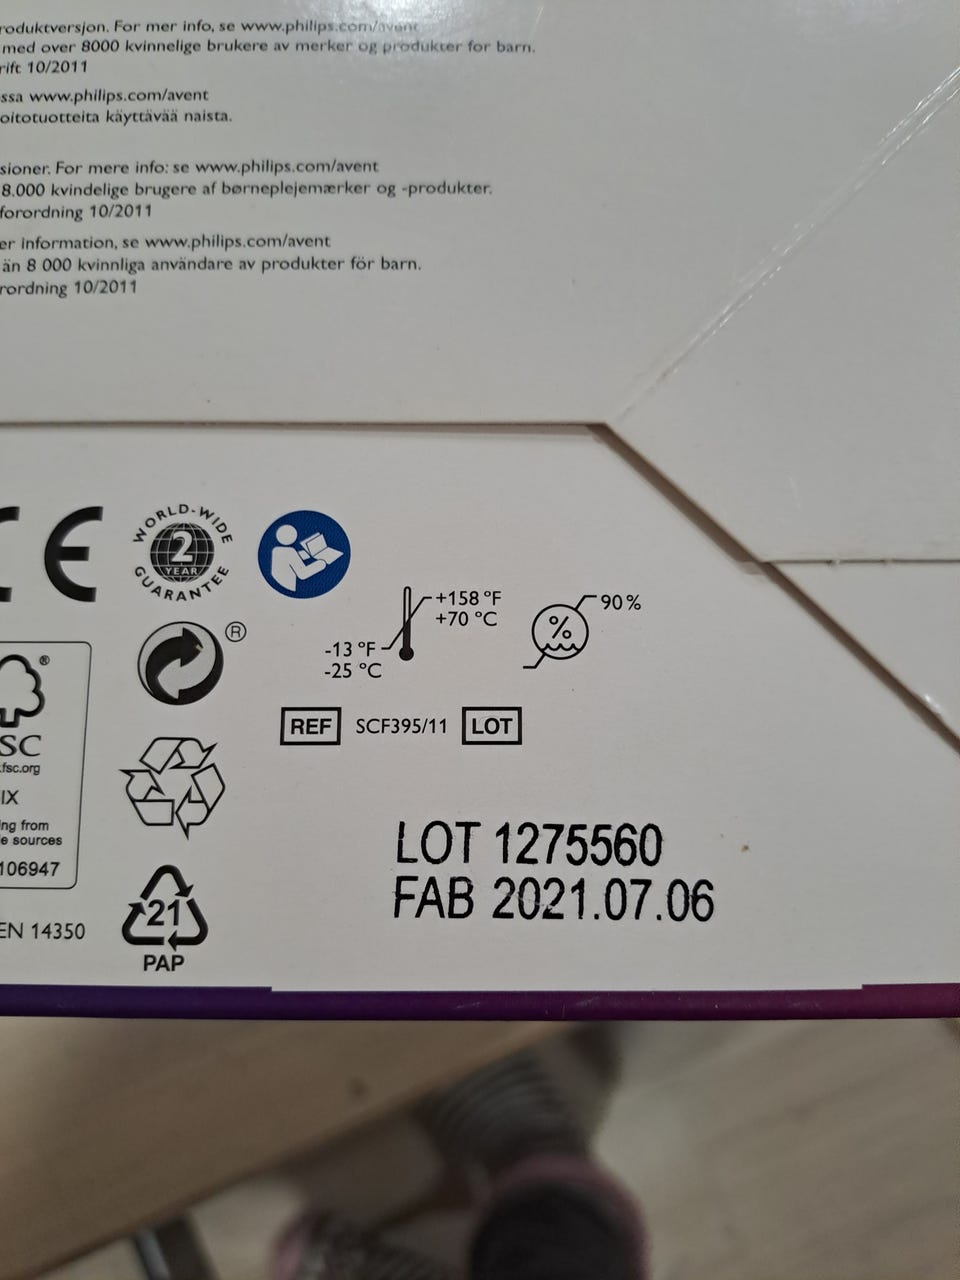 roduktversjon. For mer info, se www.philips.com/avent
med over 8000 kvinnelige brukere av merker og produkter for barn.
rift 10/2011
ssa www.philips.com/avent
oitotuotteita käyttävää naista.
sioner. For mere info: se www.philips.com/avent
8.000 kvindelige brugere af børneplejemærker og -produkter.
forordning 10/2011
er information, se www.philips.com/avent
än 8 000 kvinnliga användare av produkter för barn.
rordning 10/2011
CE
WORLD-WIDE
2
YEAR
GUARANTEE
+158 °F
+70 °C
-13 °F
-25 °C
90 %
%
®
REF SCF395/11 LOT
®
SC
.fsc.org
IX
ng from
e sources
106947
LOT 1275560
FAB 2021.07.06
EN 14350
21
PAP